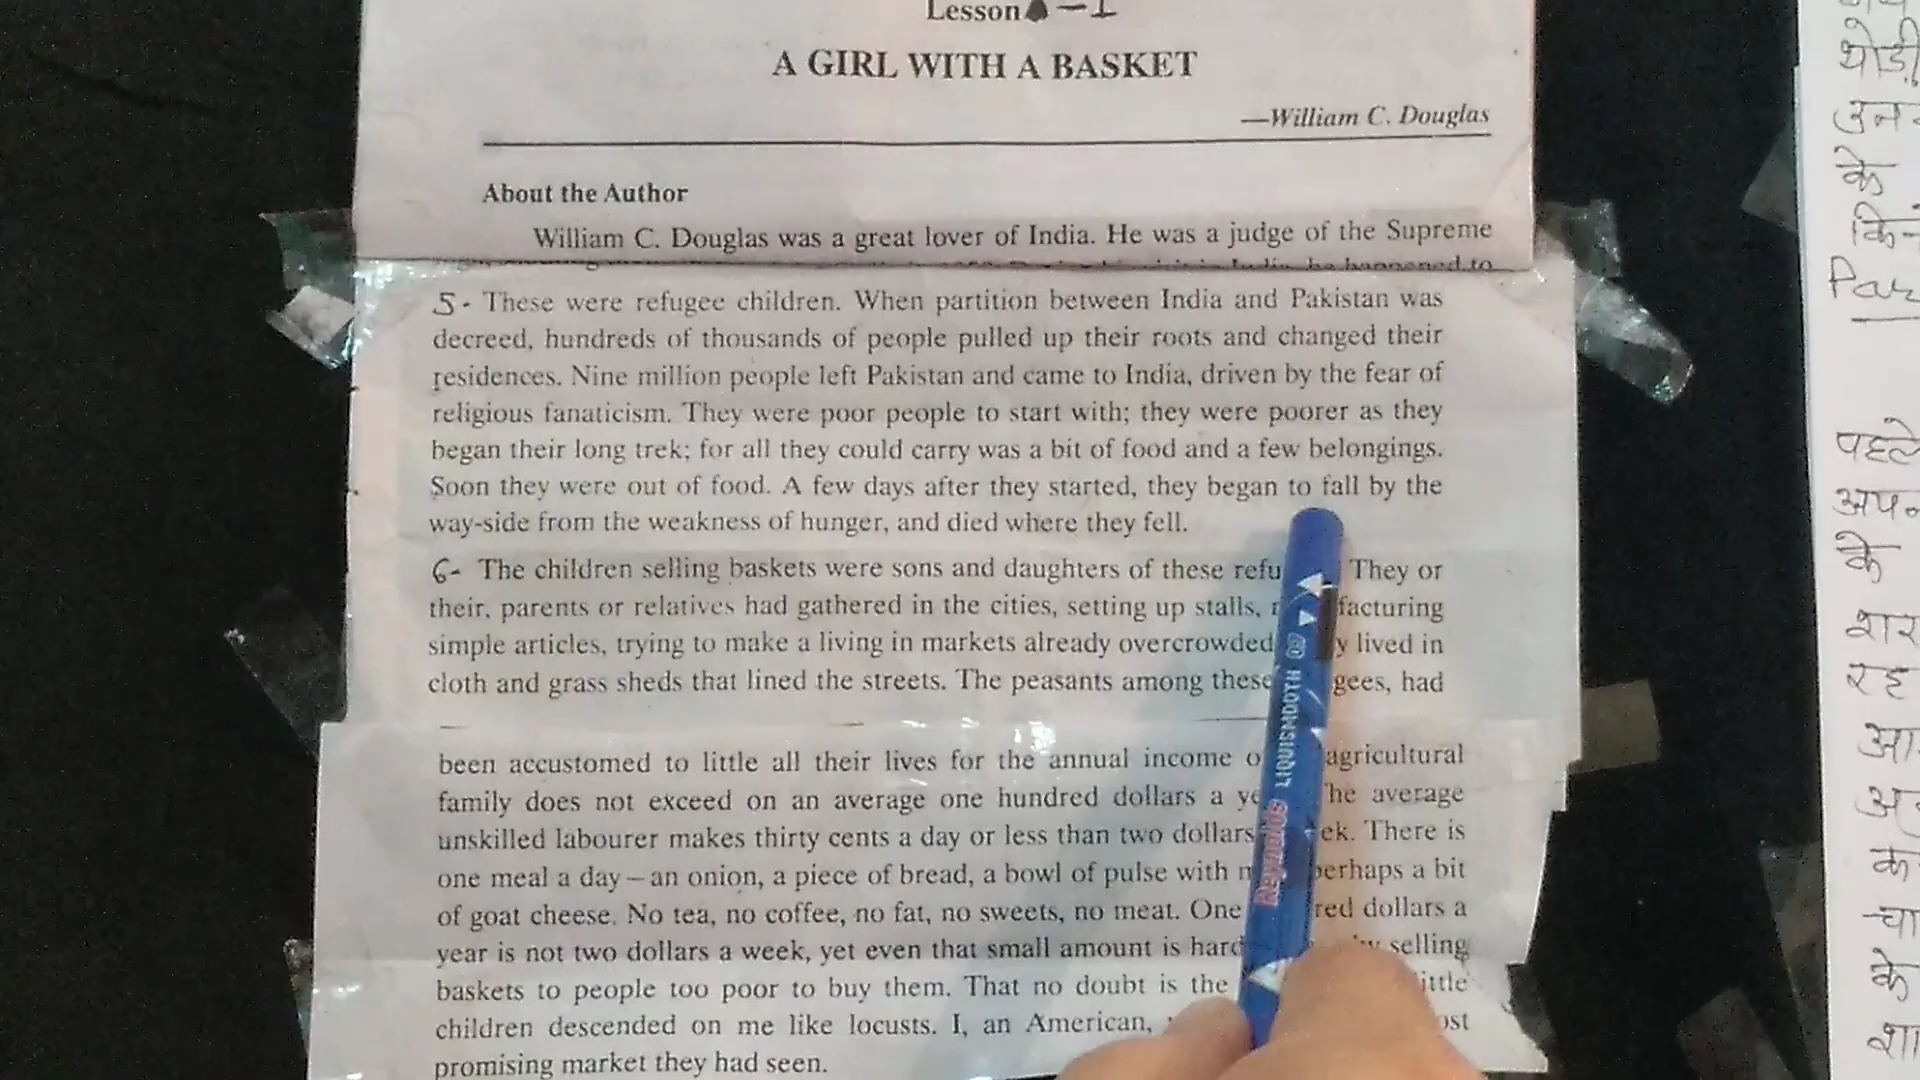 Lesson -I
A GIRL WITH A BASKET
—William C. Douglas
About the Author
William C. Douglas was a great lover of India. He was a judge of the Supreme
he happened to
5- These were refugee children. When partition between India and Pakistan was
decreed, hundreds of thousands of people pulled up their roots and changed their
residences. Nine million people left Pakistan and came to India, driven by the fear of
religious fanaticism. They were poor people to start with; they were poorer as they
began their long trek; for all they could carry was a bit of food and a few belongings.
Soon they were out of food. A few days after they started, they began to fall by the
way-side from the weakness of hunger, and died where they fell.
6- The children selling baskets were sons and daughters of these refu They or
their, parents or relatives had gathered in the cities, setting up stalls, facturing
simple articles, trying to make a living in markets already overcrowded y lived in
cloth and grass sheds that lined the streets. The peasants among these gees, had
been accustomed to little all their lives for the annual income o agricultural
family does not exceed on an average one hundred dollars a ye he average
unskilled labourer makes thirty cents a day or less than two dollars ek. There is
one meal a day – an onion, a piece of bread, a bowl of pulse with perhaps a bit
of goat cheese. No tea, no coffee, no fat, no sweets, no meat. One red dollars a
year is not two dollars a week, yet even that small amount is hard selling
baskets to people too poor to buy them. That no doubt is the little
children descended on me like locusts. I, an American, ost
promising market they had seen.
Reynolds LIQUISMOOTH
थोड़ी
उन
के
कि
Par
पहले
अपन
के
शर
रह
आ
क
चा
के
शा